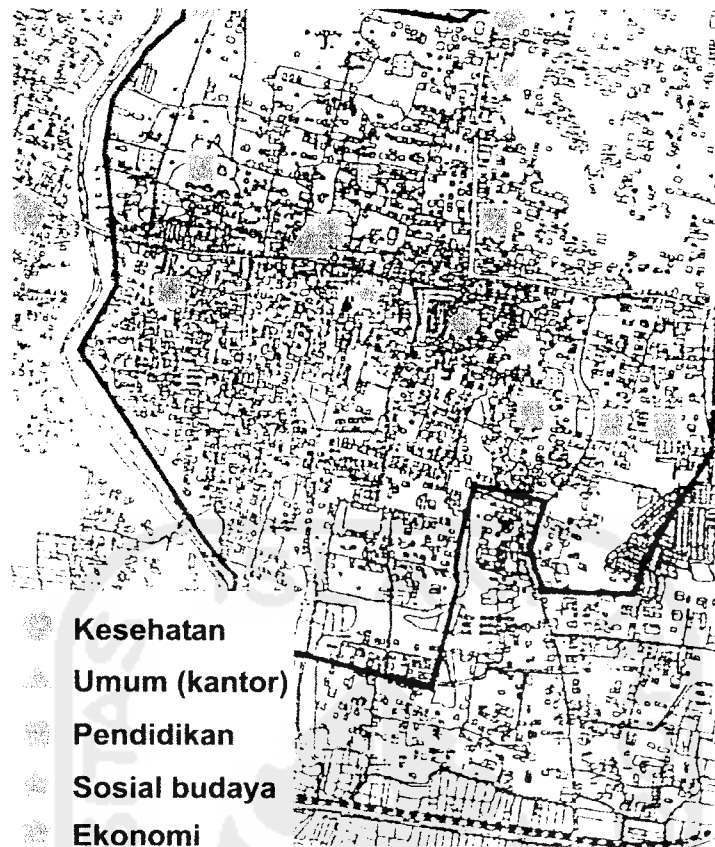 Kesehatan
Umum (kantor)
Pendidikan
Sosial budaya
Ekonomi